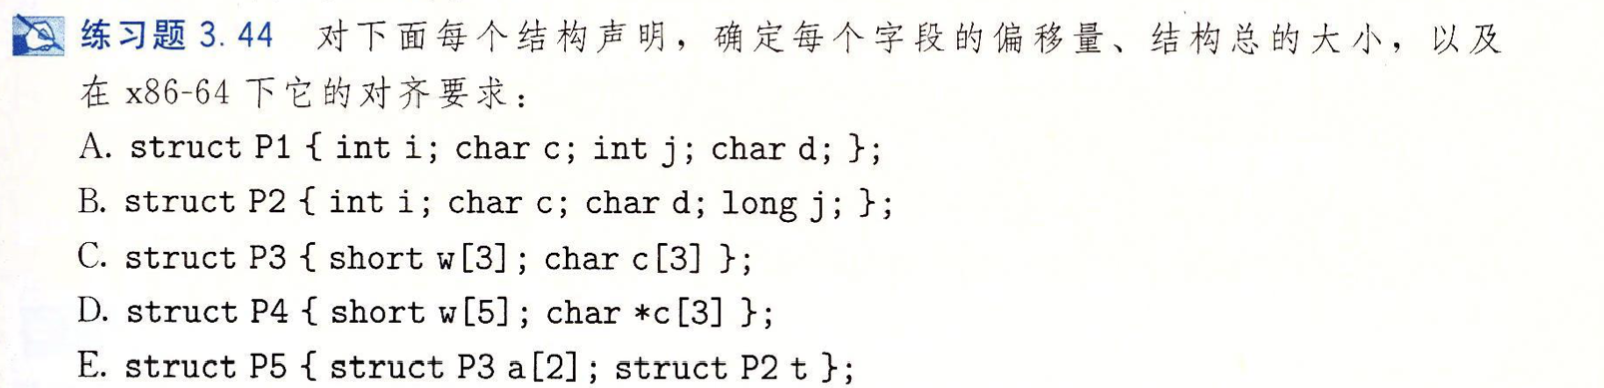 练习题 3.44 对下面每个结构声明，确定每个字段的偏移量、结构总的大小，以及
在 x86-64 下它的对齐要求：
A. struct P1 { int i; char c; int j; char d; };
B. struct P2 { int i; char c; char d; long j; };
C. struct P3 { short w[3]; char c[3] };
D. struct P4 { short w[5]; char *c[3] };
E. struct P5 { struct P3 a[2]; struct P2 t };